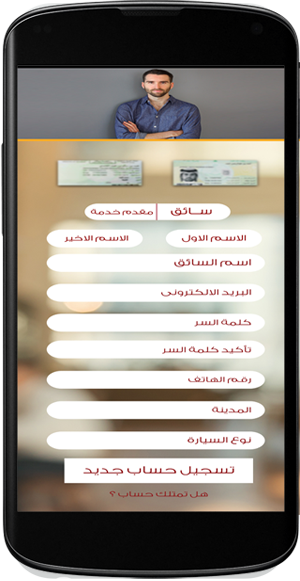 سائق مقدم خدمة
الاسم الاول الاسم الاخير
اسم السائق
البريد الالكتروني
كلمة السر
تأكيد كلمة السر
رقم الهاتف
المدينة
نوع السيارة
تسجيل حساب جديد
هل تمتلك حساب ؟